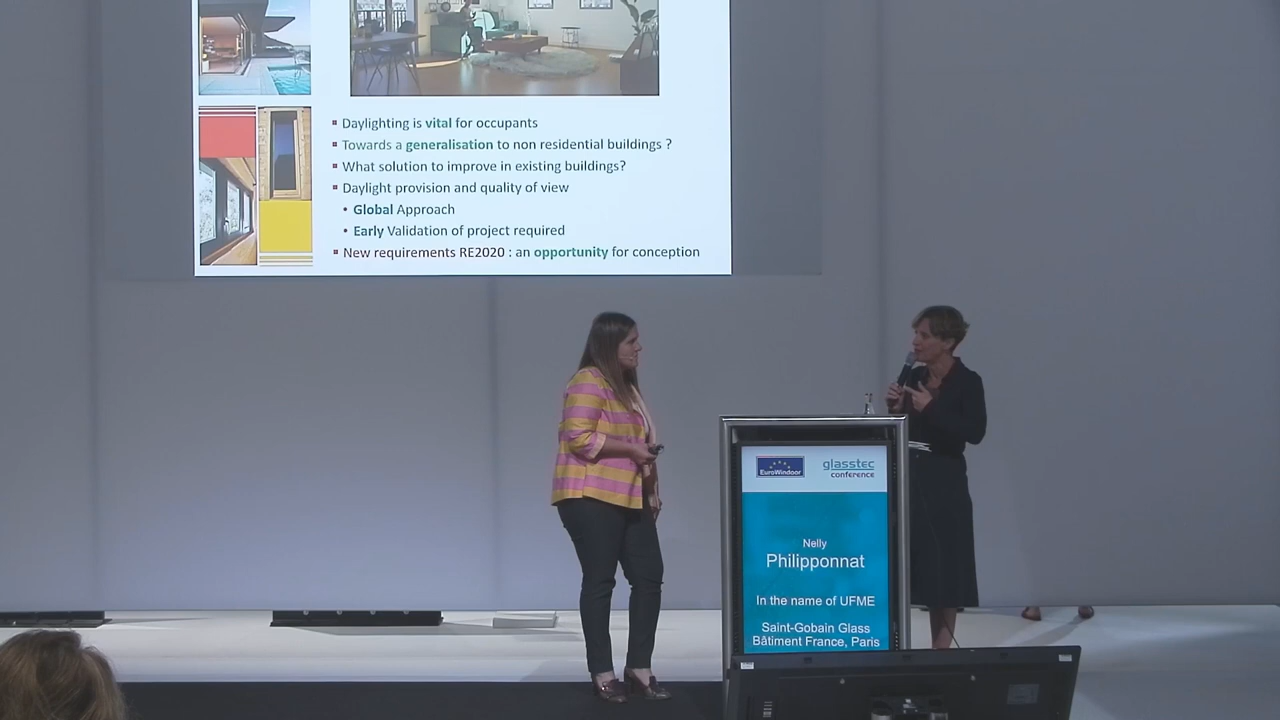 Daylighting is vital for occupants
Towards a generalisation to non residential buildings ?
What solution to improve in existing buildings?
Daylight provision and quality of view
Global Approach
Early Validation of project required
New requirements RE2020 : an opportunity for conception
EuroWindoor
glasstec
conference
Nelly
Philipponnat
In the name of UFME
Saint-Gobain Glass
Bâtiment France, Paris